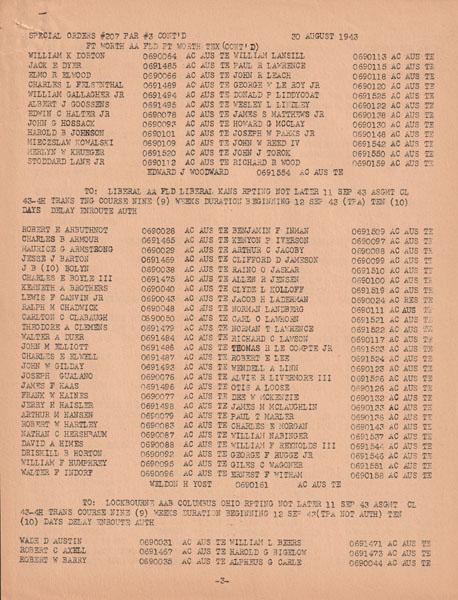 SPECIAL ORDERS #207 PAR #3 CONT'D 30 AUGUST 1943
FT WORTH AA FLD FT WORTH TEX(CONT'D)
WILLIAM K DORTON 0690064 AC AUS TE WILLIAM LANSILL 0690113 AC AUS TE
JACK E DYER 0691485 AC AUS TE PAUL R LAWRENCE 0690115 AC AUS TE
ELMO R ELWOOD 0690066 AC AUS TE JOHN R LEACH 0690118 AC AUS TE
CHARLES L FELSENTHAL 0691489 AC AUS TE GEORGE W LE ROY JR 0690120 AC AUS TE
WILLIAM GALLAGHER JR 0691494 AC AUS TE DONALD P LIDDYCOAT 0691525 AC AUS TE
ALBERT J GOOSSENS 0691495 AC AUS TE WESLEY L LINDLEY 0690122 AC AUS TE
EDWIN C HALTER JR 0690078 AC AUS TE JAMES S MATTHEWS JR 0690138 AC AUS TE
JOHN G HOSSACK 0690093 AC AUS TE HOWARD G MCCLAY 0690130 AC AUS TE
HAROLD B JOHNSON 0690101 AC AUS TE JOSEPH W PARKS JR 0690148 AC AUS TE
MIECZISLAW KOWALSKI 0690109 AC AUS TE JOHN W REED IV 0691542 AC AUS TE
MERLYN W KRUEGER 0691520 AC AUS TE JOHN J TOROK 0691550 AC AUS TE
STODDARD LANE JR 0690112 AC AUS TE RICHARD B WOOD 0690159 AC AUS TE
EDWARD J WOODWARD 0691554 AC AUS TE
TO: LIBERAL AA FLD LIBERAL KANS RPTING NOT LATER 11 SEP 43 ASGMT CL
43-4H TRANS TNG COURSE NINE (9) WEEKS DURATION BEGINNING 12 SEP 43 (TPA) TEN (10)
DAYS DELAY ENROUTE AUTH
ROBERT E ARBUTHNOT 0690026 AC AUS TE BENJAMIN F INMAN 0691509 AC AUS TE
CHARLES B ARMOUR 0691465 AC AUS TE KENYON P IVERSON 0690097 AC AUS TE
MAURICE G ARMSTRONG 0690029 AC AUS TE ARTHUR C JACOBY 0690098 AC AUS TE
JESSE J BARTON 0691469 AC AUS TE CLIFFORD D JAMESON 0690099 AC AUS TE
J B (IO) BOLYN 0690038 AC AUS TE RAINO O JASKAR 0691510 AC AUS TE
CHARLES E BOYLE III 0691475 AC AUS TE ALLEN R JENSEN 0690100 AC AUS TE
KENNETH A BROTHERS 0690040 AC AUS TE CLYDE L KOLLOFF 0691519 AC AUS TE
LEWIS F CANVIN JR 0690043 AC AUS TE JACOB H LADERMAN 0690024 AC RES TE
RALPH M CHADWICK 0690048 AC AUS TE NORMAN LANDBERG 0690111 AC AUS TE
CARLTON C CLABAUGH 0690050 AC AUS TE CARL O LAWHORN 0691521 AC AUS TE
THEODORE A CLEMENS 0691479 AC AUS TE NORMAN T LAWRENCE 0691522 AC AUS TE
WALTER A DUER 0691484 AC AUS TE RICHARD C LAWSON 0690117 AC AUS TE
JOHN M ELLIOTT 0691486 AC AUS TE THOMAS R LE COMPTE JR 0691523 AC AUS TE
CHARLES E ELWELL 0691487 AC AUS TE ROBERT E LEE 0691524 AC AUS TE
JOHN W GILDAY 0691493 AC AUS TE WENDELL A LINN 0690123 AC AUS TE
JOSEPH GUALANO 0690076 AC AUS TE ALVIE R LIVERMORE III 0691526 AC AUS TE
JAMES F HAAS 0691496 AC AUS TE OTIS A LOOSE 0690126 AC AUS TE
FRANK W HAINES 0690077 AC AUS TE DEE W MCKENZIE 0690132 AC AUS TE
JERRY K HAISLER 0691498 AC AUS TE JAMES M MCLAUGHLIN 0690133 AC AUS TE
ARTHUR M HANSEN 0690079 AC AUS TE PAUL T MARLER 0690136 AC AUS TE
ROBERT W HARTLEY 0690083 AC AUS TE CHARLES E MORGAN 0690143 AC AUS TE
NATHAN C HERSHBAUM 0690087 AC AUS TE WILLIAM NABINGER 0691537 AC AUS TE
DAVID A HIMES 0690088 AC AUS TE WILLIAM F REYNOLDS III 0691544 AC AUS TE
DRISKILL B HORTON 0690092 AC AUS TE GEORGE F RUGGE JR 0691546 AC AUS TE
WILLIAM F HUMPHREY 0690095 AC AUS TE GILES C WAGONER 0691551 AC AUS TE
WALTER F INDORF 0690096 AC AUS TE ERNEST F WITHAM 0690158 AC AUS TE
WELDON H YOST 0690161 AC AUS TE
TO: LOCKBOURNE AAB COLUMBUS OHIO RPTING NOT LATER 11 SEP 43 ASGMT CL
43-4H TRANS COURSE NINE (9) WEEKS DURATION BEGINNING 12 SEP 43(TPA NOT AUTH) TEN
(10) DAYS DELAY ENROUTE AUTH
WADE D AUSTIN 0690031 AC AUS TE WILLIAM L BEERS 0691471 AC AUS TE
ROBERT C AXELL 0691467 AC AUS TE HAROLD G BIGELOW 0691473 AC AUS TE
ROBERT W BARRY 0690035 AC AUS TE ALPHEUS G CARLE 0690044 AC AUS TE
-3-